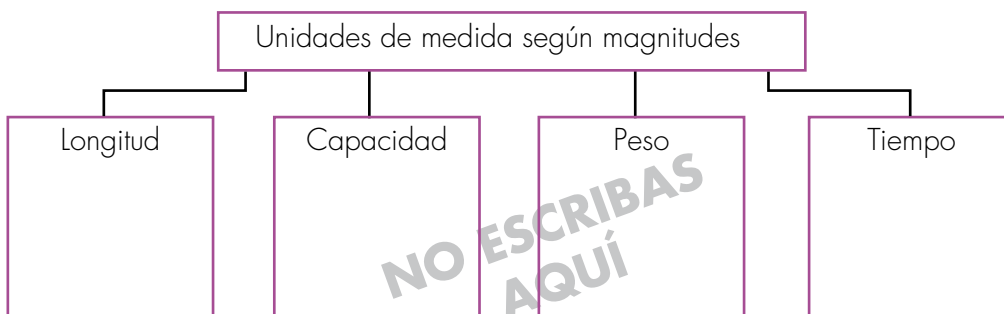 Unidades de medida según magnitudes
Longitud
Capacidad
Peso
Tiempo
NO ESCRIBAS
AQUÍ